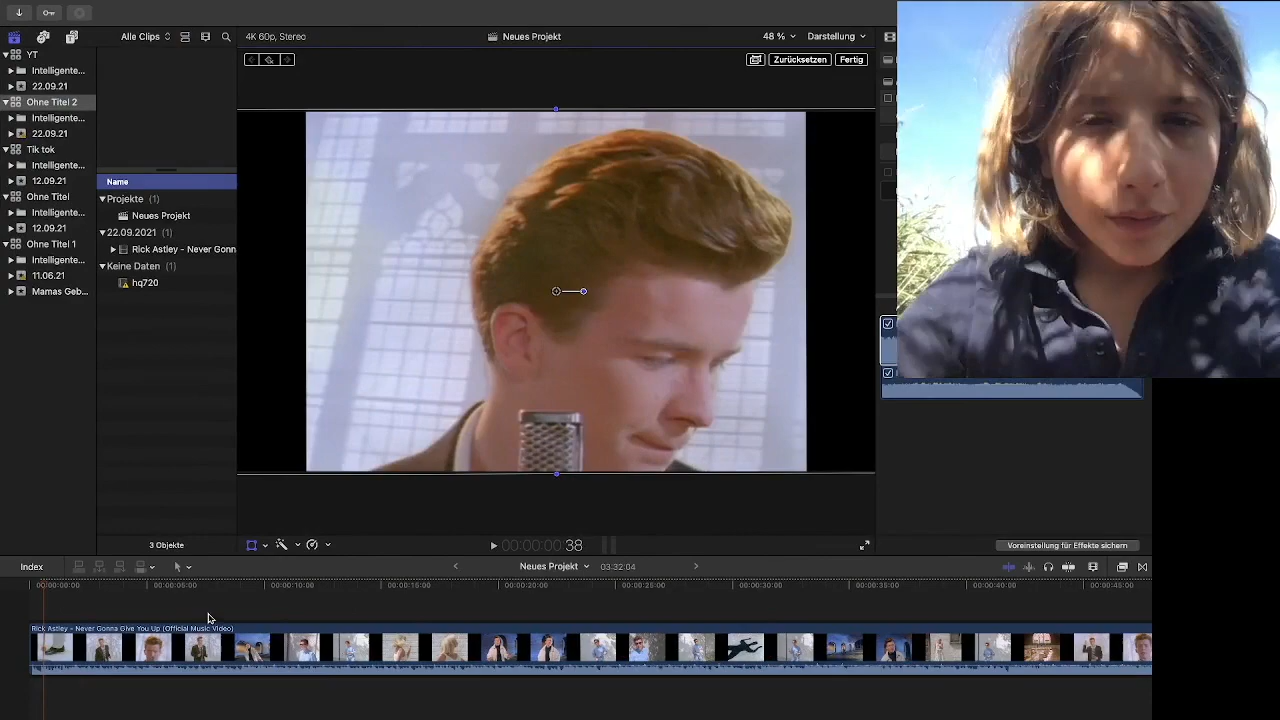 Alle Clips
4K 60p, Stereo
Neues Projekt
48 %
Darstellung
YT
Intelligente...
22.09.21
Ohne Titel 2
Intelligente...
22.09.21
Tik tok
Intelligente...
12.09.21
Ohne Titel
Intelligente...
12.09.21
Ohne Titel 1
Intelligente...
11.06.21
Mamas Geb...
Name
Projekte (1)
Neues Projekt
22.09.2021 (1)
Rick Astley - Never Gonn
Keine Daten (1)
hq720
3 Objekte
Zurücksetzen
Fertig
00:00:00:00:38
Voreinstellung für Effekte sichern
Index
Neues Projekt
03:32:04
00:00:00:00
00:00:05:00
00:00:10:00
00:00:15:00
00:00:20:00
00:00:25:00
00:00:30:00
00:00:35:00
00:00:40:00
00:00:45:00
Rick Astley - Never Gonna Give You Up (Official Music Video)